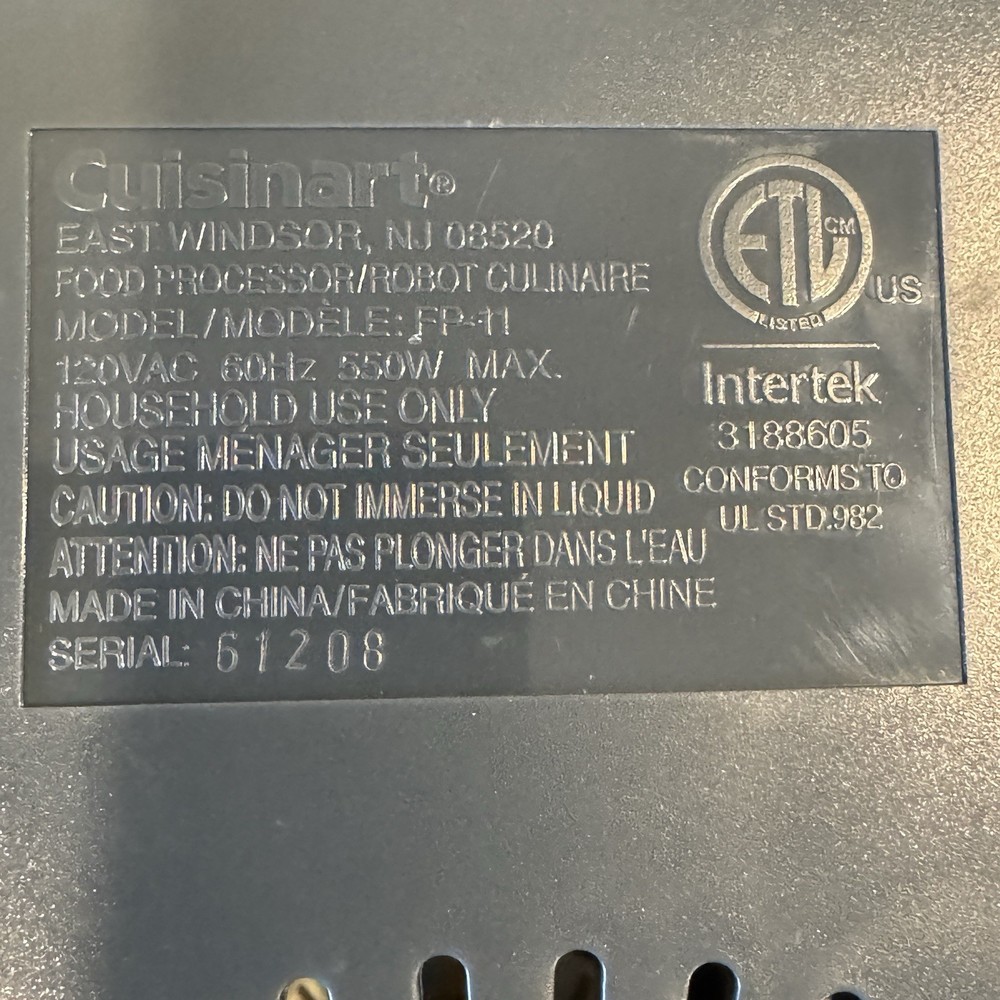 Cuisinart®
EAST WINDSOR, NJ 08520
FOOD PROCESSOR/ROBOT CULINAIRE
MODEL/MODÈLE: FP-11
120VAC 60Hz 550W MAX.
HOUSEHOLD USE ONLY
USAGE MENAGER SEULEMENT
CAUTION: DO NOT IMMERSE IN LIQUID
ATTENTION: NE PAS PLONGER DANS L'EAU
MADE IN CHINA/FABRIQUÉ EN CHINE
SERIAL: 61208
ETL CM
LISTED
US
Intertek
3188605
CONFORMS TO
UL STD.982